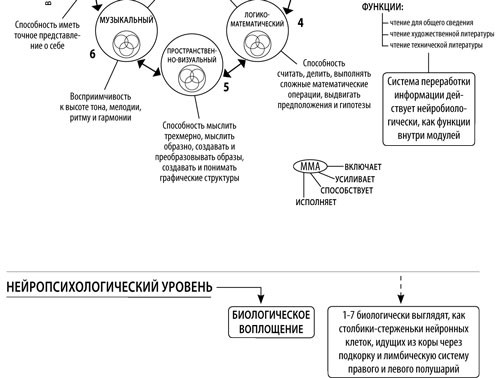 В
Способность иметь
точное представле-
ние о себе
МУЗЫКАЛЬНЫЙ
6
ЛОГИКО-
МАТЕМАТИЧЕСКИЙ
4
ПРОСТРАНСТВЕН-
НО-ВИЗУАЛЬНЫЙ
5
Восприимчивость
к высоте тона, мелодии,
ритму и гармонии
Способность мыслить
трехмерно, мыслить
образно, создавать и
преобразовывать образы,
создавать и понимать
графические структуры
Способность
считать, делить, выполнять
сложные математические
операции, выдвигать
предположения и гипотезы
ФУНКЦИИ:
чтение для общего сведения
чтение художественной литературы
чтение технической литературы
Система переработки
информации дей-
ствует нейробиоло-
гически, как функции
внутри модулей
ММА
ВКЛЮЧАЕТ
УСИЛИВАЕТ
СПОСОБСТВУЕТ
ИСПОЛНЯЕТ
НЕЙРОПСИХОЛОГИЧЕСКИЙ УРОВЕНЬ
БИОЛОГИЧЕСКОЕ
ВОПЛОЩЕНИЕ
1-7 биологически выглядят, как
столбики-стерженьки нейронных
клеток, идущих из коры через
подкорку и лимбическую систему
правого и левого полушарий